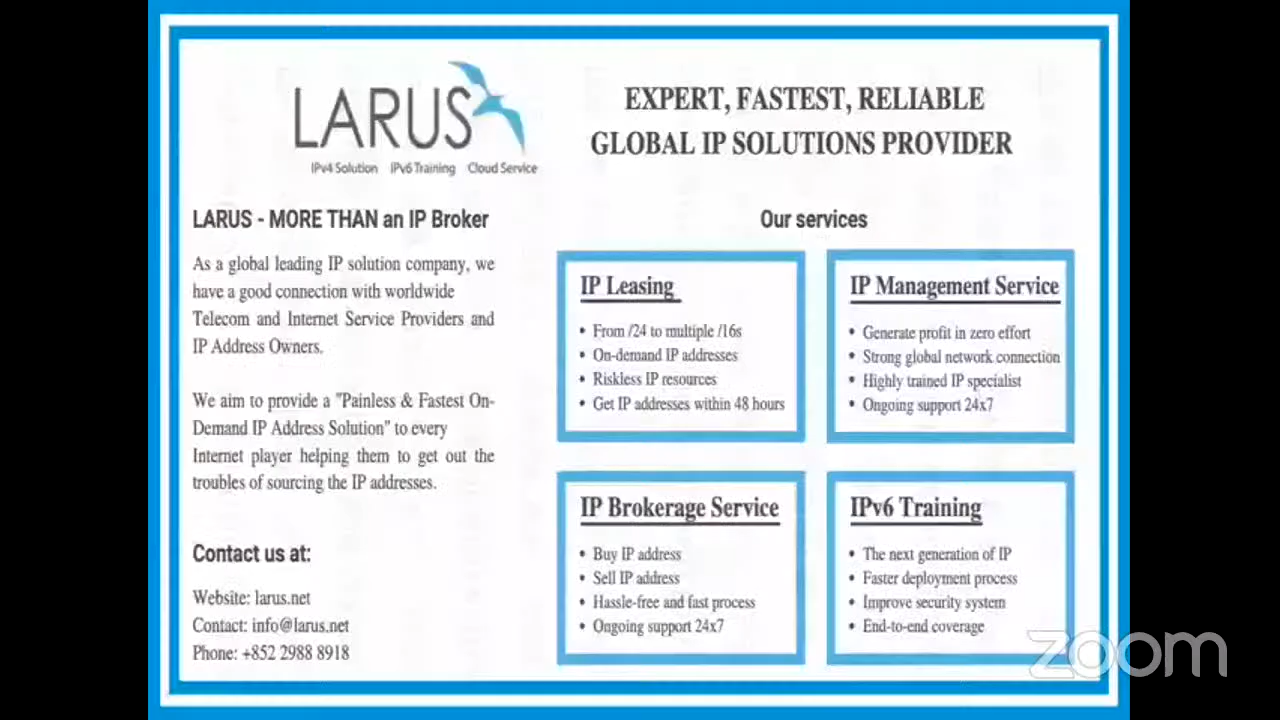 LARUS
IPv4 Solution IPv6 Training Cloud Service
EXPERT, FASTEST, RELIABLE
GLOBAL IP SOLUTIONS PROVIDER
LARUS - MORE THAN an IP Broker
As a global leading IP solution company, we
have a good connection with worldwide
Telecom and Internet Service Providers and
IP Address Owners.
We aim to provide a "Painless & Fastest On-
Demand IP Address Solution" to every
Internet player helping them to get out the
troubles of sourcing the IP addresses.
Contact us at:
Website: larus.net
Contact: info@larus.net
Phone: +852 2988 8918
Our services
IP Leasing
• From /24 to multiple /16s
• On-demand IP addresses
• Riskless IP resources
• Get IP addresses within 48 hours
IP Management Service
• Generate profit in zero effort
• Strong global network connection
• Highly trained IP specialist
• Ongoing support 24x7
IP Brokerage Service
• Buy IP address
• Sell IP address
• Hassle-free and fast process
• Ongoing support 24x7
IPv6 Training
• The next generation of IP
• Faster deployment process
• Improve security system
• End-to-end coverage
zoom